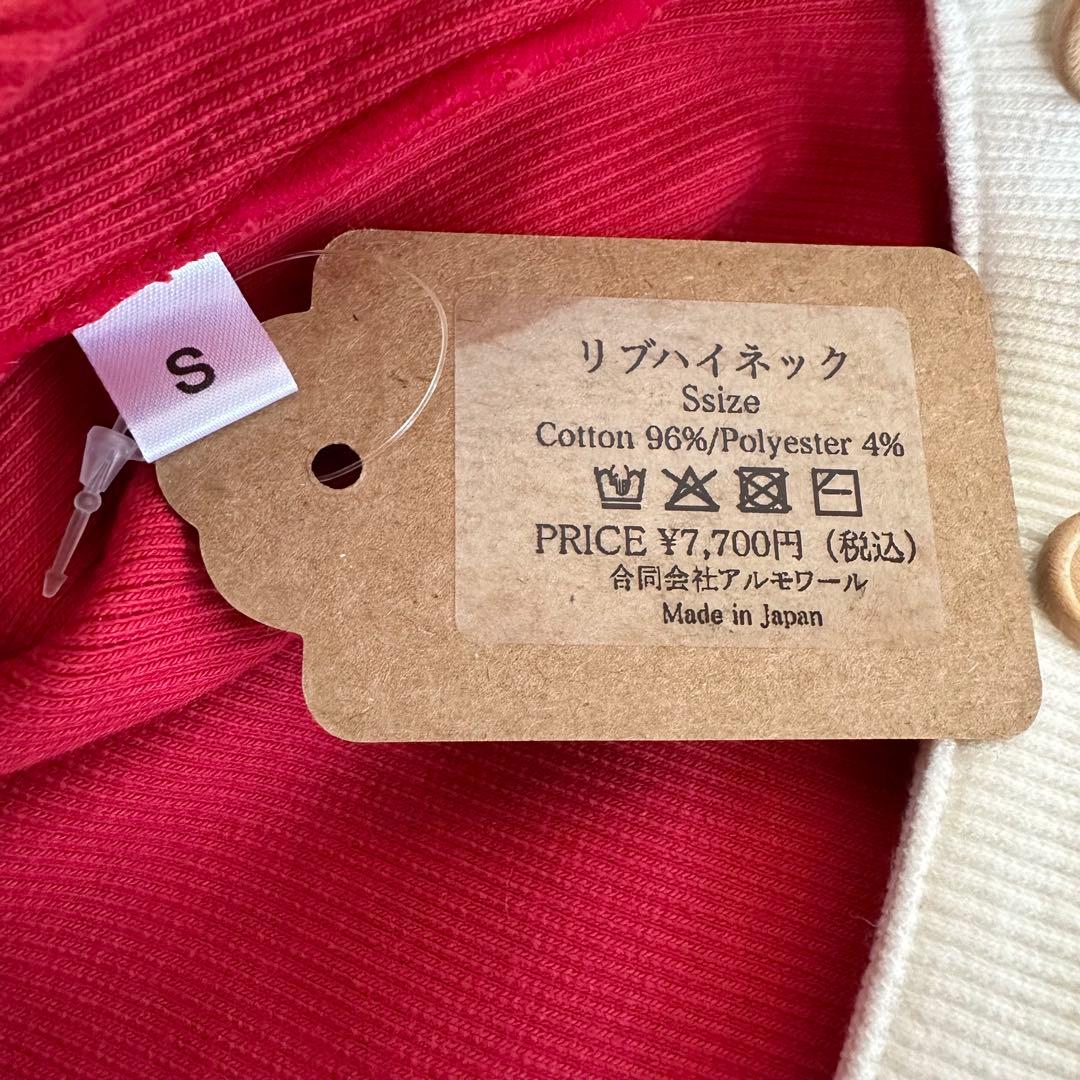 S
リブハイネック
Ssize
Cotton 96%/Polyester 4%
PRICE ¥7,700円（税込）
合同会社アルモワール
Made in Japan